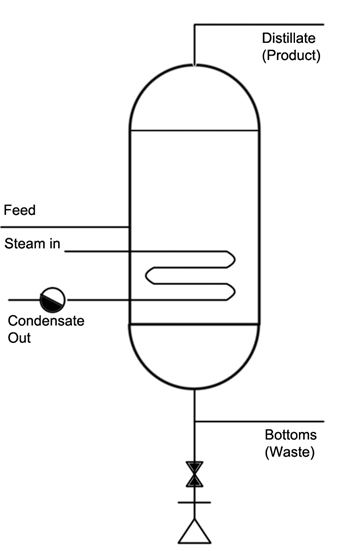 Distillate
(Product)
Feed
Steam in
Condensate
Out
Bottoms
(Waste)